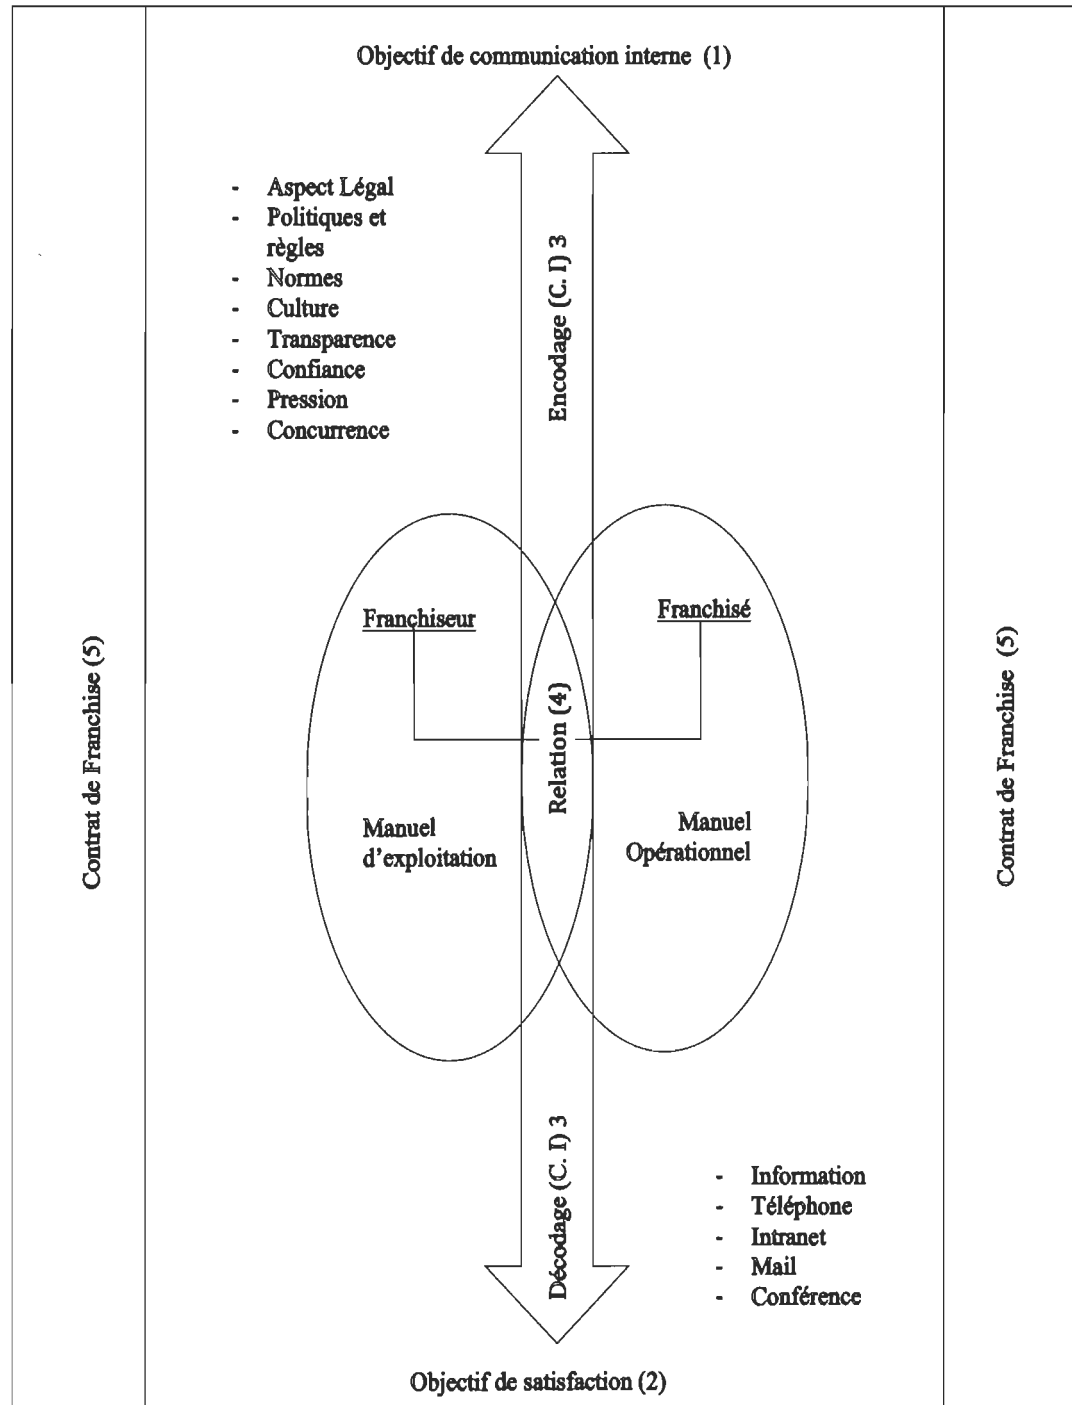 Objectif de communication interne (1)
- Aspect Légal
- Politiques et
règles
- Normes
- Culture
- Transparence
- Confiance
- Pression
- Concurrence
Encodage (C. I) 3
Contrat de Franchise (5)
Franchiseur
Franchisé
Relation (4)
Manuel
d'exploitation
Manuel
Opérationnel
Contrat de Franchise (5)
Décodage (C. I) 3
- Information
- Téléphone
- Intranet
- Mail
- Conférence
Objectif de satisfaction (2)